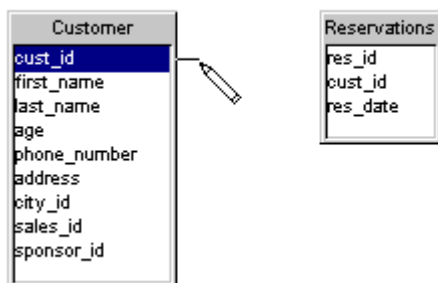 Customer
cust_id
first_name
last_name
age
phone_number
address
city_id
sales_id
sponsor_id
Reservations
res_id
cust_id
res_date